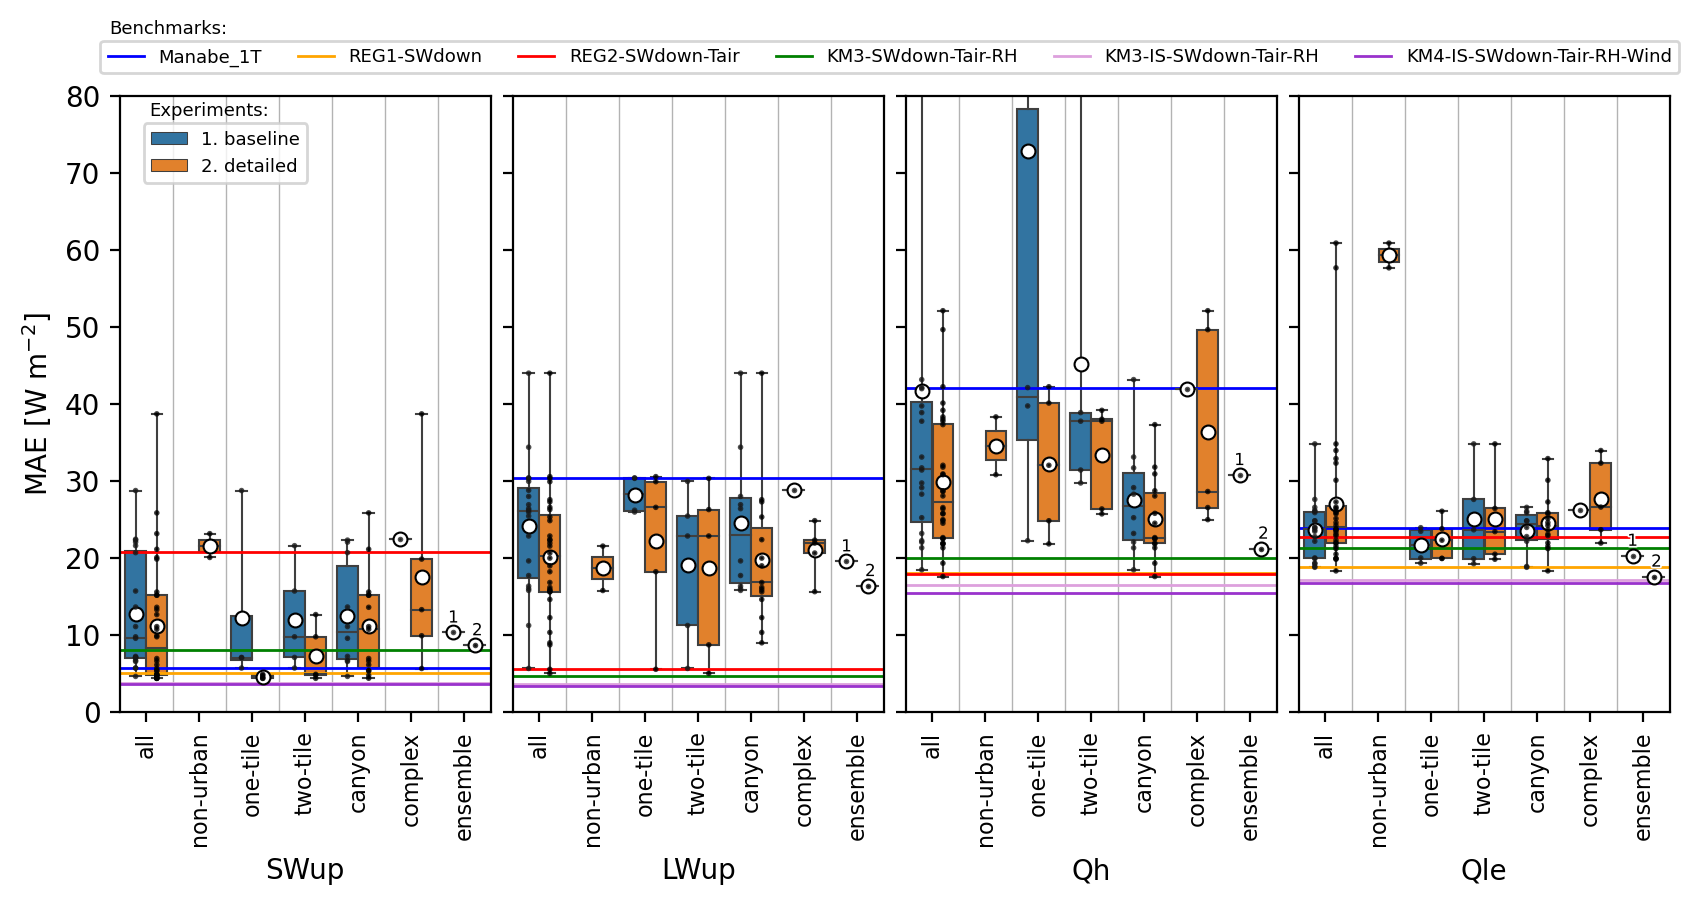 Benchmarks:
Manabe_1T REG1-SWdown REG2-SWdown-Tair KM3-SWdown-Tair-RH KM3-IS-SWdown-Tair-RH KM4-IS-SWdown-Tair-RH-Wind
Experiments:
1. baseline
2. detailed
MAE [W m⁻²]
80
70
60
50
40
30
20
10
0
1
2
1
2
1
2
1
2
all non-urban one-tile two-tile canyon complex ensemble
all non-urban one-tile two-tile canyon complex ensemble
all non-urban one-tile two-tile canyon complex ensemble
all non-urban one-tile two-tile canyon complex ensemble
SWup LWup Qh Qle